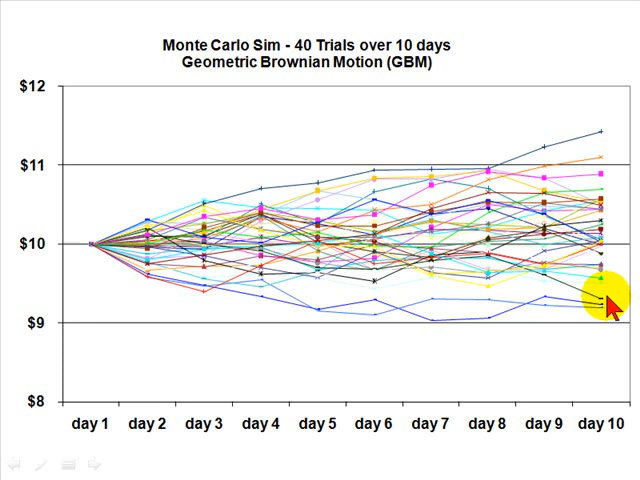 Monte Carlo Sim - 40 Trials over 10 days
Geometric Brownian Motion (GBM)
$12
$11
$10
$9
$8
day 1 day 2 day 3 day 4 day 5 day 6 day 7 day 8 day 9 day 10